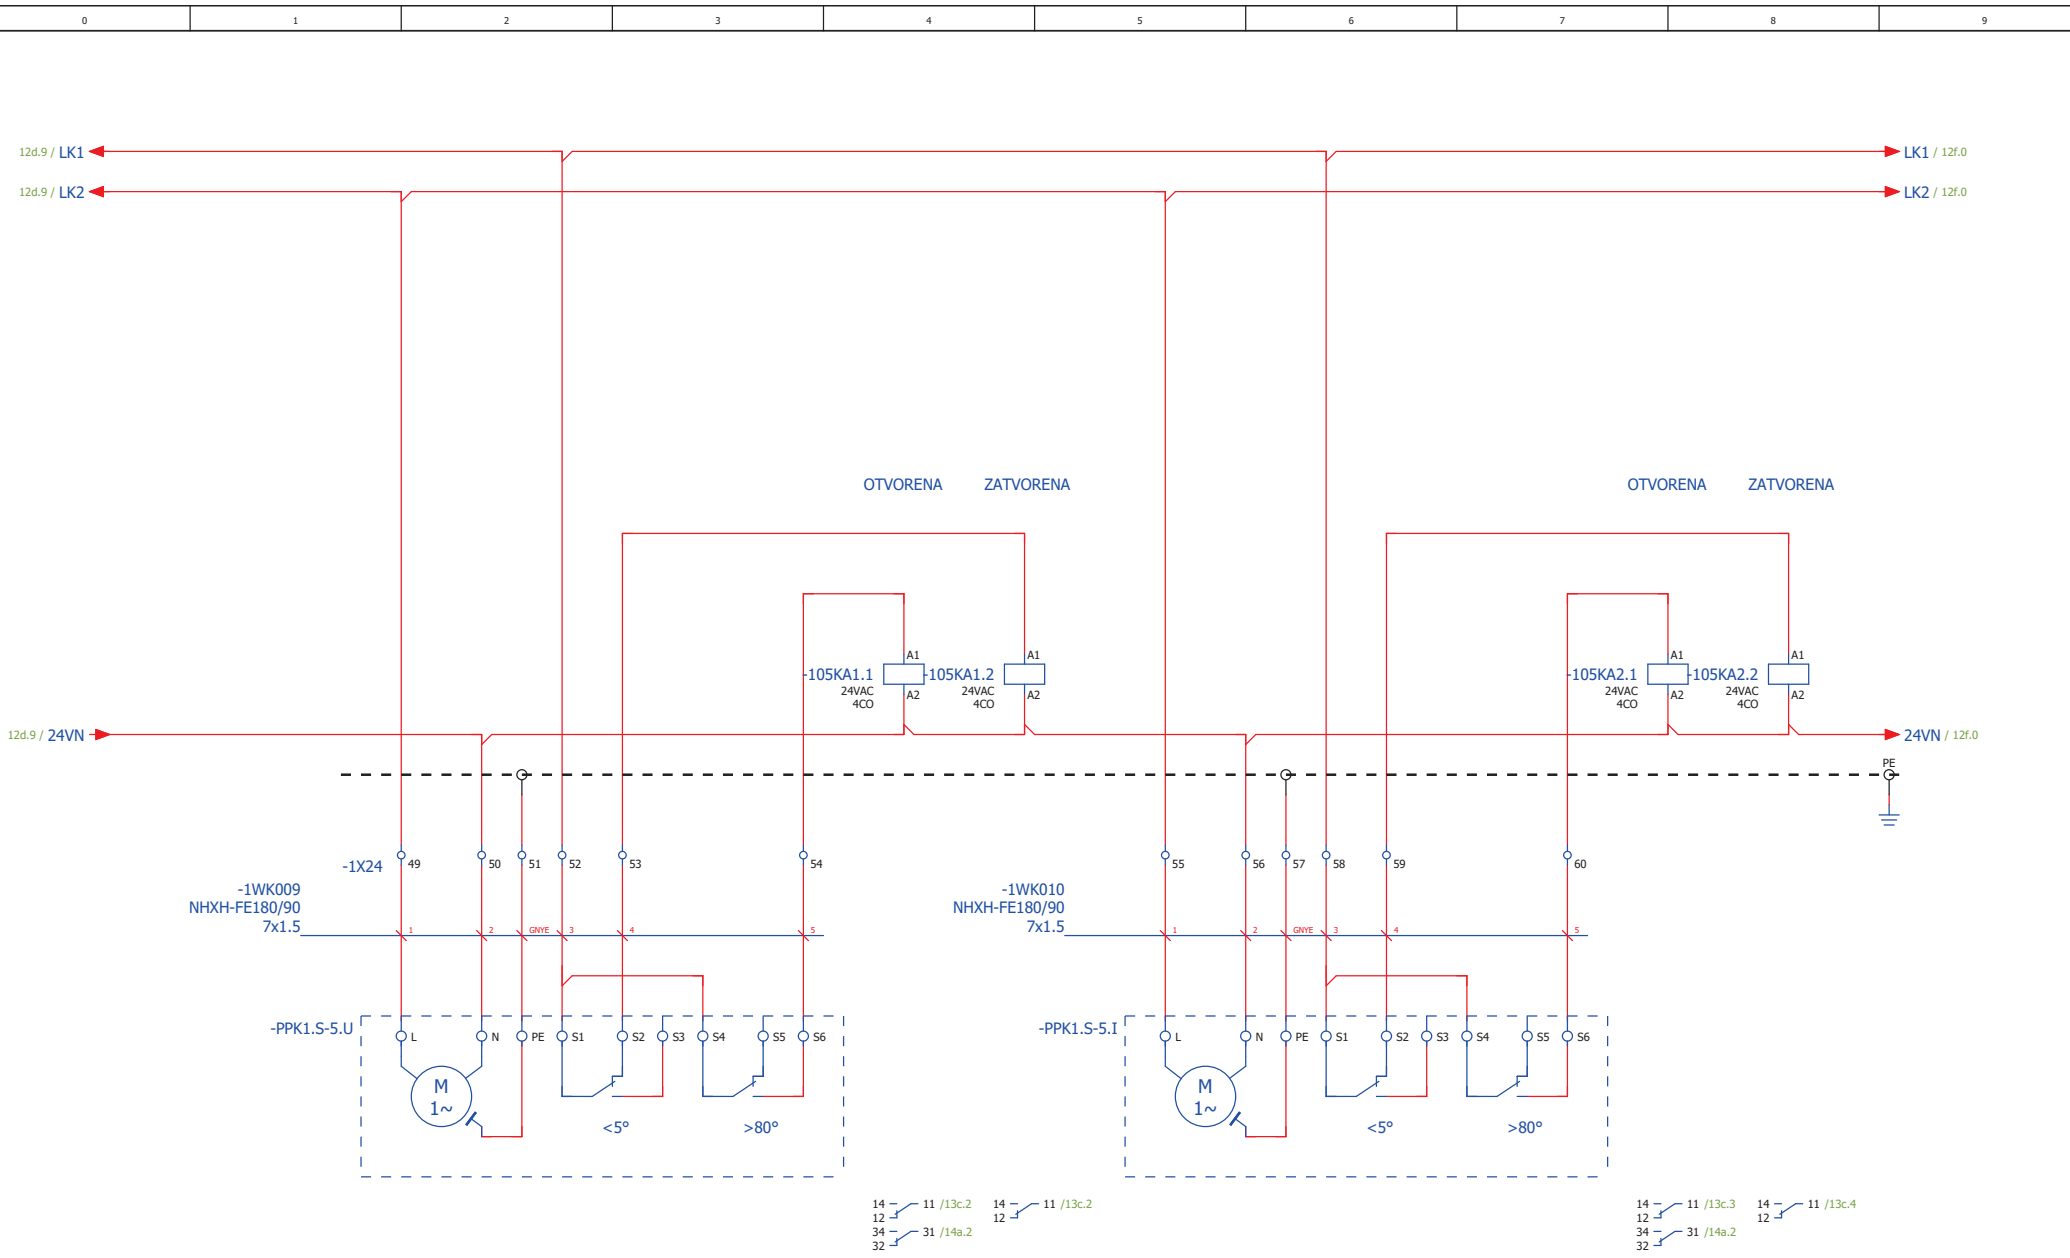 0 1 2 3 4 5 6 7 8 9
12d.9 / LK1 LK1 / 12f.0
12d.9 / LK2 LK2 / 12f.0
OTVORENA ZATVORENA OTVORENA ZATVORENA
A1 A1 A1 A1
-105KA1.1 -105KA1.2 -105KA2.1 -105KA2.2
24VAC A2 24VAC A2 24VAC A2 24VAC A2
4CO 4CO 4CO 4CO
12d.9 / 24VN 24VN / 12f.0
PE
-1X24 49 50 51 52 53 54 55 56 57 58 59 60
-1WK009 -1WK010
NHXH-FE180/90 NHXH-FE180/90
7x1.5 1 2 GNYE 3 4 5 7x1.5 1 2 GNYE 3 4 5
-PPK1.S-5.U L N PE S1 S2 S3 S4 S5 S6 -PPK1.S-5.I L N PE S1 S2 S3 S4 S5 S6
M M
1~ 1~
<5° >80° <5° >80°
14 11 /13c.2 14 11 /13c.2 14 11 /13c.3 14 11 /13c.4
12 12 12 12
34 31 /14a.2 34 31 /14a.2
32 32